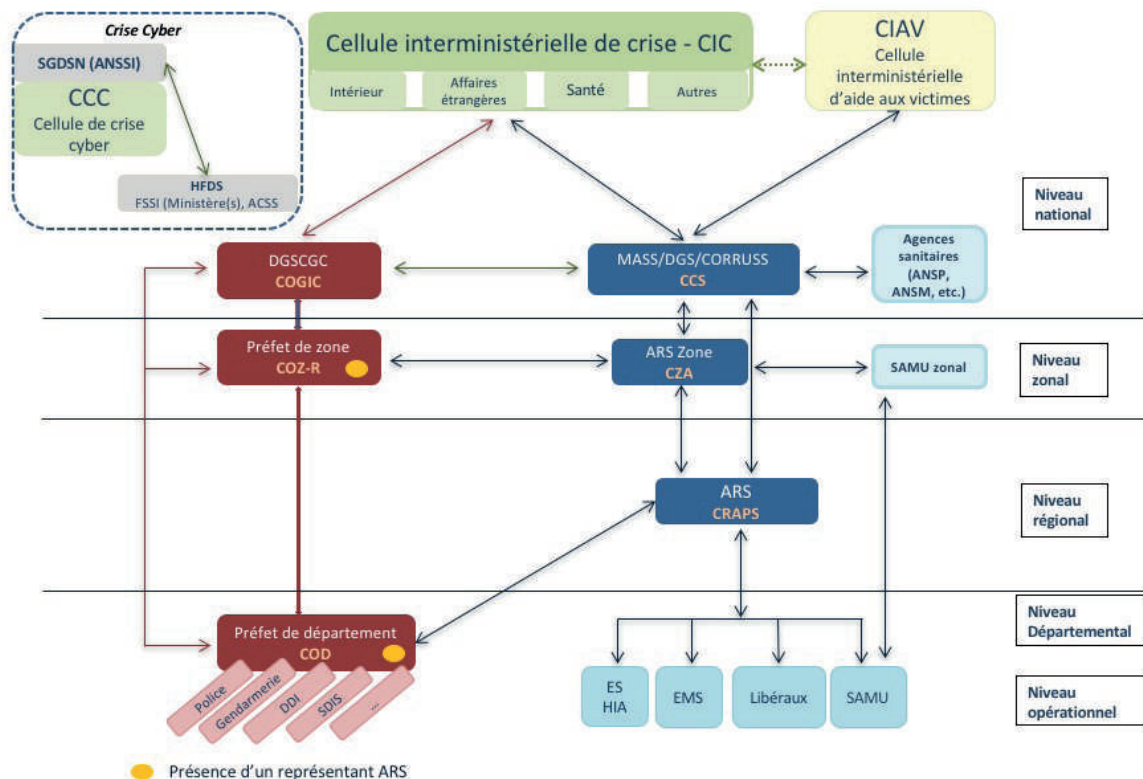 Crise Cyber
SGDSN (ANSSI)
CCC
Cellule de crise
cyber
HFDS
FSSI (Ministère(s), ACSS
Cellule interministérielle de crise - CIC
Intérieur
Affaires
étrangères
Santé
Autres
CIAV
Cellule
interministérielle
d'aide aux victimes
Niveau
national
DGSCGC
COGIC
MASS/DGS/CORRUSS
CCS
Agences
sanitaires
(ANSP,
ANSM, etc.)
Préfet de zone
COZ-R
ARS Zone
CZA
SAMU zonal
Niveau
zonal
ARS
CRAPS
Niveau
régional
Niveau
Départemental
Préfet de département
COD
Police
Gendarmerie
DDI
SDIS
...
ES
HIA
EMS
Libéraux
SAMU
Niveau
opérationnel
Présence d'un représentant ARS